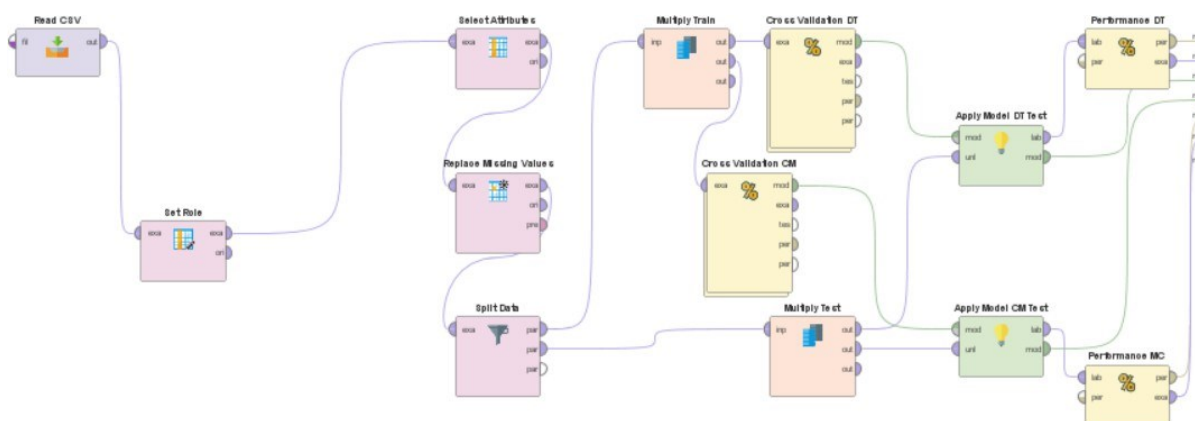 Read CSV
fil
out
Set Role
exa
exa
ori
Select Attributes
exa
exa
ori
Replace Missing Values
exa
exa
ori
pre
Split Data
exa
par
par
par
Multiply Train
inp
out
out
out
Cross Validation DT
exa
mod
exa
tes
per
per
Cross Validation CM
exa
mod
exa
tes
per
per
Multiply Test
inp
out
out
out
Apply Model DT Test
mod
unl
lab
mod
Apply Model CM Test
mod
unl
lab
mod
Performance DT
lab
per
per
exa
Performance MC
lab
per
per
exa